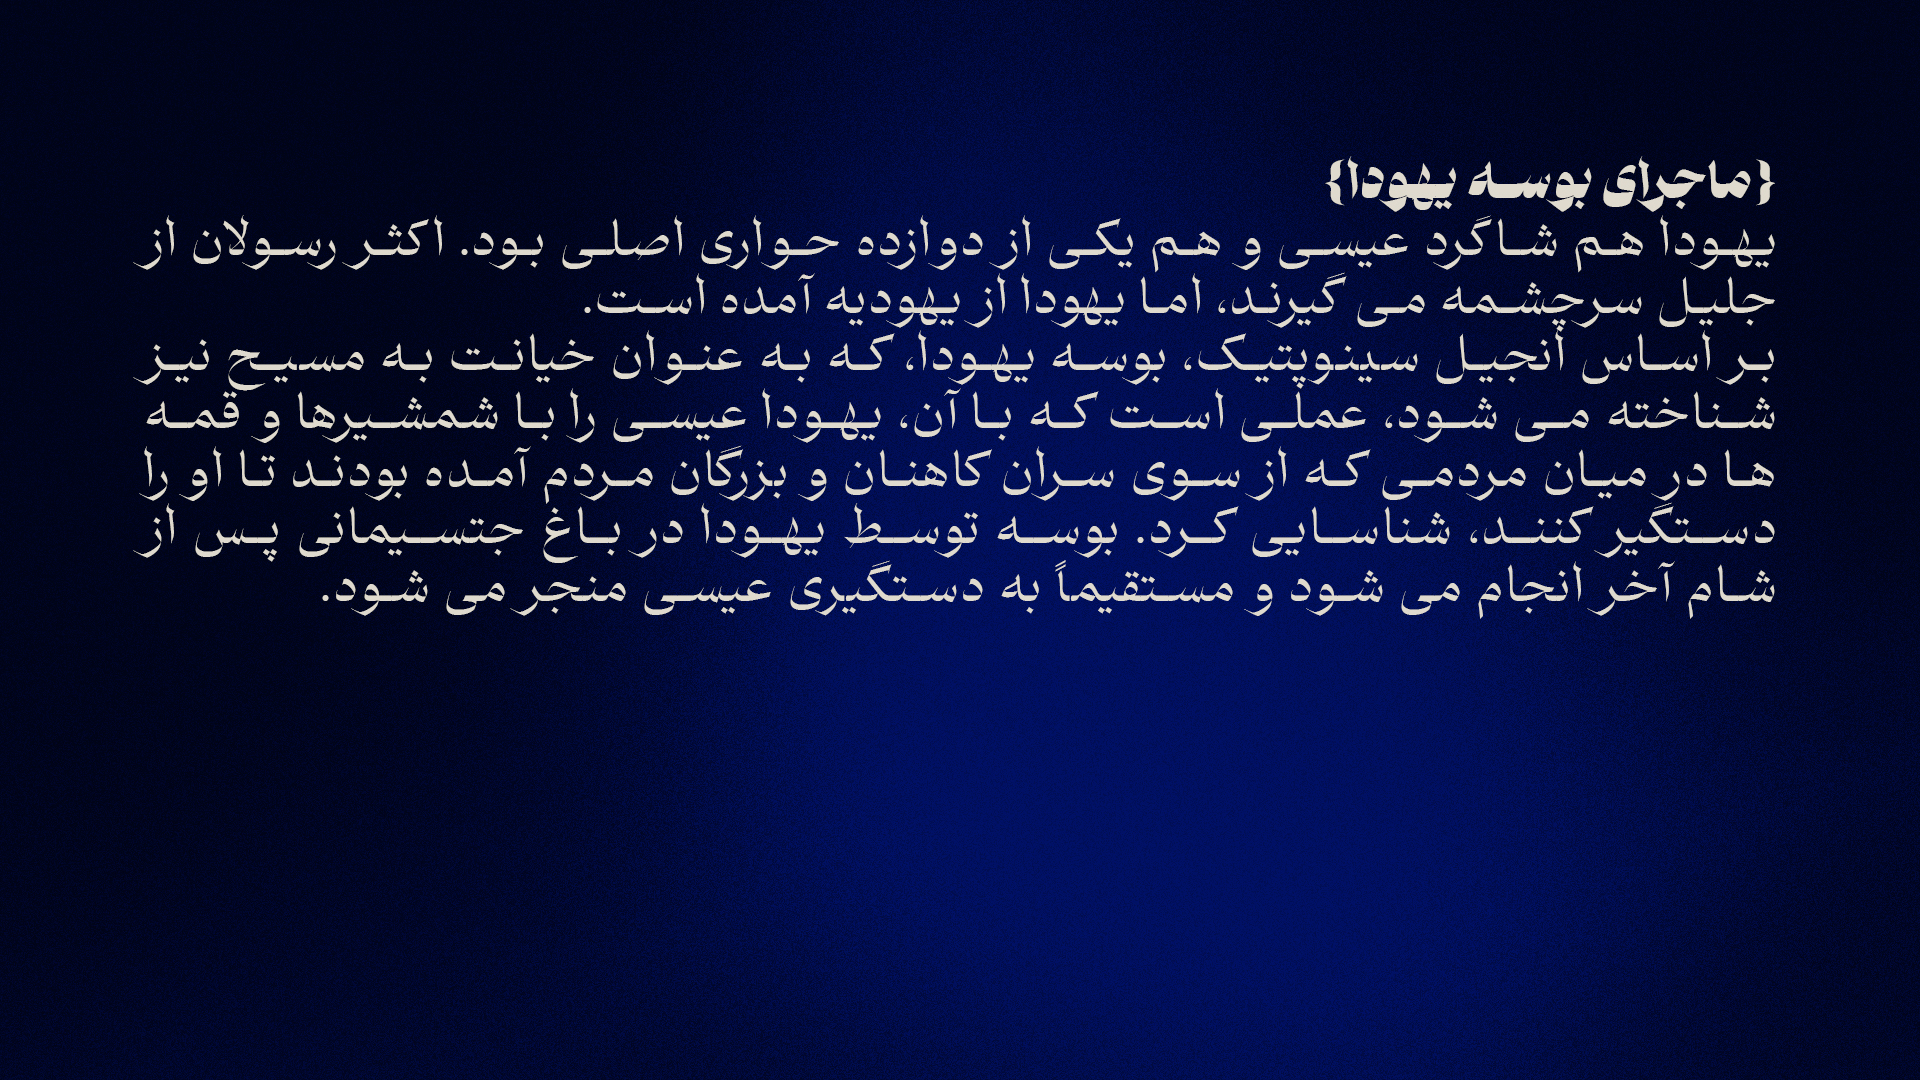 {ماجرای بوسه یهودا}
یهودا هم شاگرد عیسی و هم یکی از دوازده حواری اصلی بود. اکثر رسولان از
جلیل سرچشمه می گیرند، اما یهودا از یهودیه آمده است.
بر اساس انجیل سینوپتیک، بوسه یهودا، که به عنوان خیانت به مسیح نیز
شناخته می شود، عملی است که با آن، یهودا عیسی را با شمشیرها و قمه
ها در میان مردمی که از سوی سران کاهنان و بزرگان مردم آمده بودند تا او را
دستگیر کنند، شناسایی کرد. بوسه توسط یهودا در باغ جتسیمانی پس از
شام آخر انجام می شود و مستقیماً به دستگیری عیسی منجر می شود.